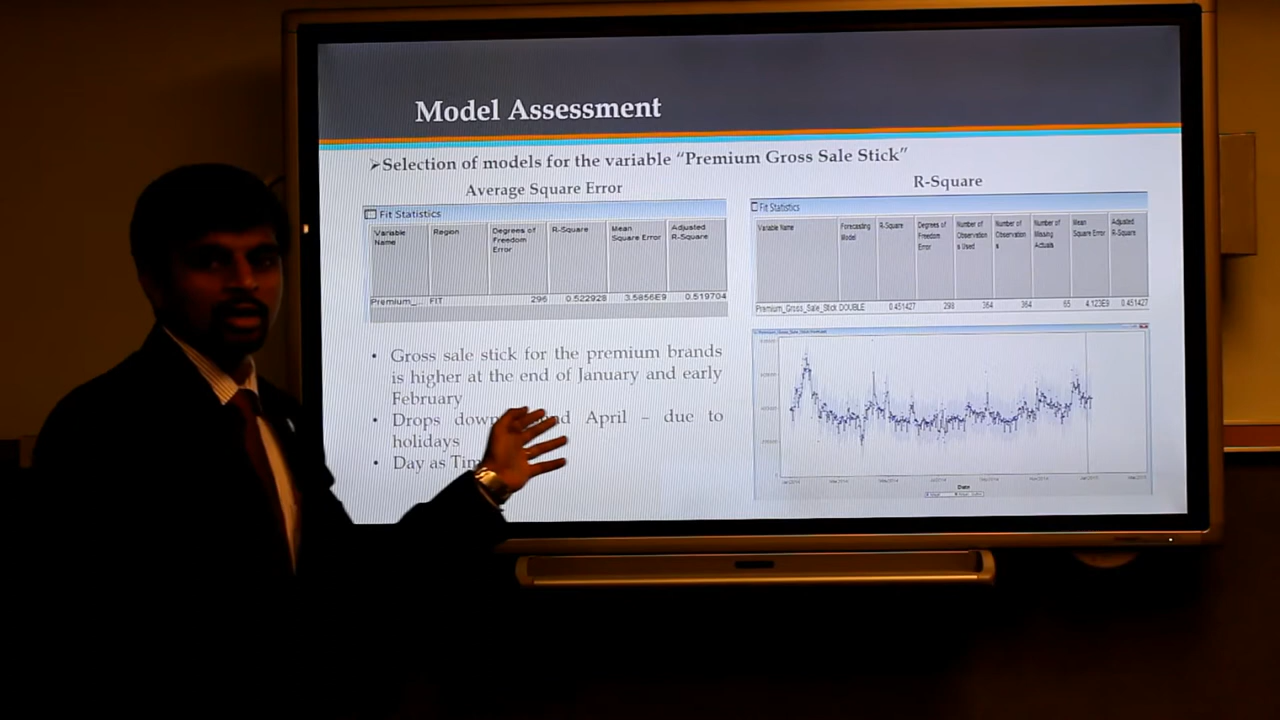 Model Assessment
➢Selection of models for the variable “Premium Gross Sale Stick”
Average Square Error
Fit Statistics
Variable Name Region Degrees of Freedom Error R-Square Mean Square Error Adjusted R-Square
Premium_... FIT 296 0.522928 3.5856E9 0.519704
• Gross sale stick for the premium brands
is higher at the end of January and early
February
• Drops down April – due to
holidays
• Day as
R-Square
Fit Statistics
Variable Name Forecasting Model R-Square Degrees of Freedom Error Number of Observation s Used Number of Observation s Number of Missing Actuals Mean Square Error Adjusted R-Square
Premium_Gross_Sale_Stick DOUBLE 0.451427 298 364 364 65 4.123E9 0.451427
Date